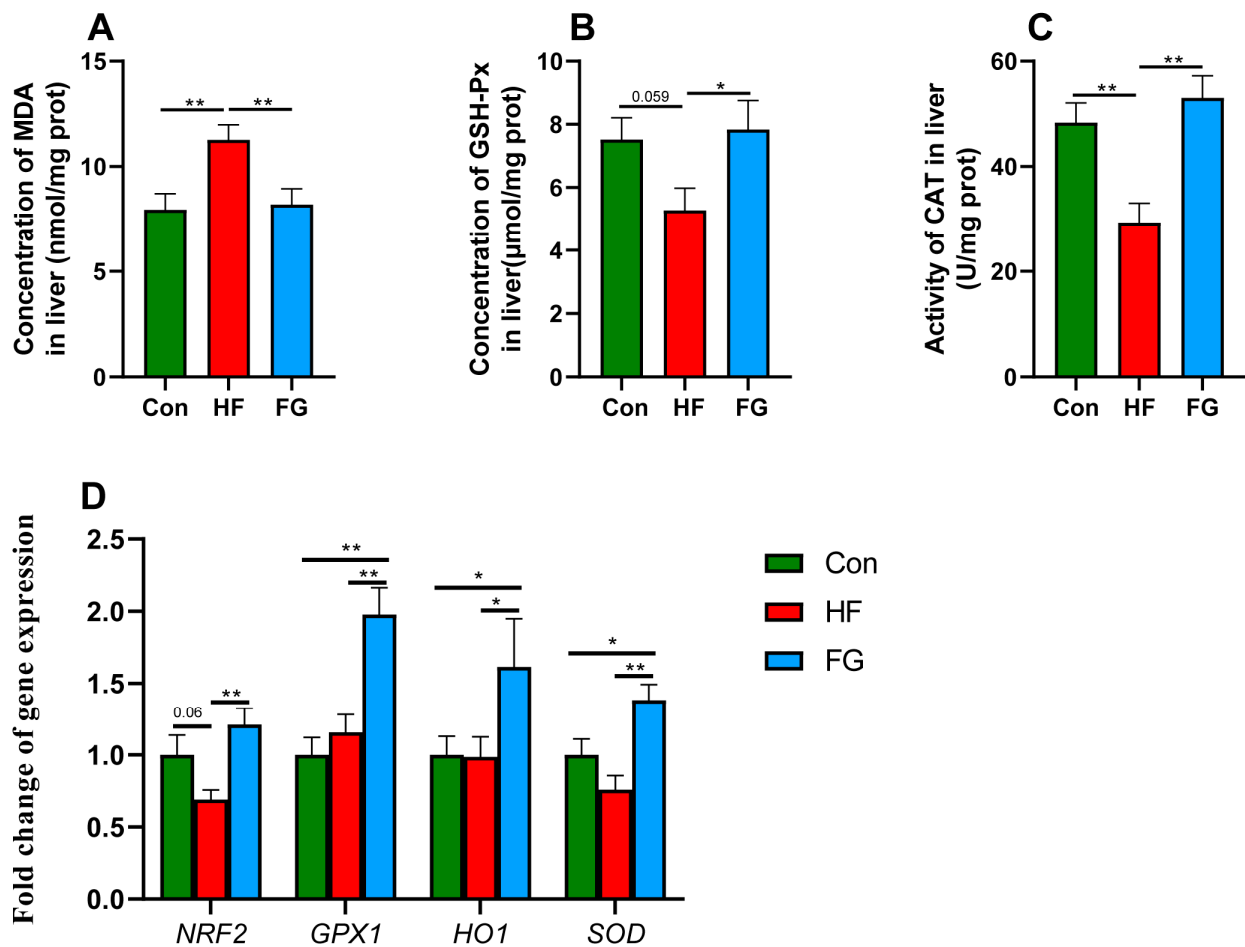 A
Concentration of MDA
in liver (nmol/mg prot)
15
10
5
0
**
**
Con
HF
FG
B
Concentration of GSH-Px
in liver(μmol/mg prot)
10
8
6
4
2
0
0.059
*
Con
HF
FG
C
Activity of CAT in liver
(U/mg prot)
60
40
20
0
**
**
Con
HF
FG
D
Fold change of gene expression
2.5
2.0
1.5
1.0
0.5
0.0
0.06
**
**
**
*
*
*
**
NRF2
GPX1
HO1
SOD
Con
HF
FG